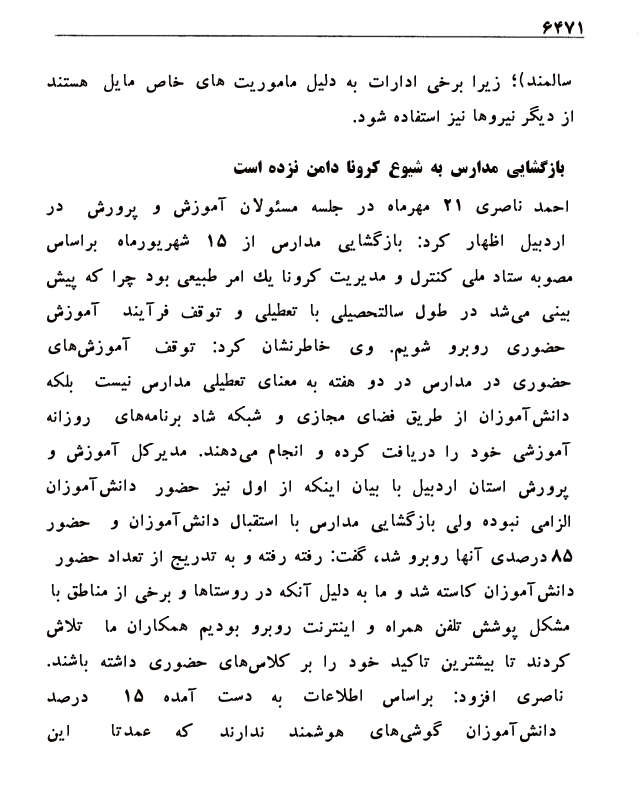 ۶۴۷۱
سالمند)؛ زیرا برخی ادارات به دلیل ماموریت های خاص مایل هستند
از دیگر نیروها نیز استفاده شود.
بازگشایی مدارس به شیوع کرونا دامن نزده است
احمد ناصری ۲۱ مهرماه در جلسه مسئولان آموزش و پرورش در
اردبیل اظهار کرد: بازگشایی مدارس از ۱۵ شهریورماه براساس
مصوبه ستاد ملی کنترل و مدیریت کرونا یك امر طبیعی بود چرا که پیش
بینی می‌شد در طول سالتحصیلی با تعطیلی و توقف فرآیند آموزش
حضوری روبرو شویم. وی خاطرنشان کرد: توقف آموزش‌های
حضوری در مدارس در دو هفته به معنای تعطیلی مدارس نیست بلکه
دانش‌آموزان از طریق فضای مجازی و شبکه شاد برنامه‌های روزانه
آموزشی خود را دریافت کرده و انجام می‌دهند. مدیرکل آموزش و
پرورش استان اردبیل با بیان اینکه از اول نیز حضور دانش‌آموزان
الزامی نبوده ولی بازگشایی مدارس با استقبال دانش‌آموزان و حضور
۸۵ درصدی آنها روبرو شد، گفت: رفته رفته و به تدریج از تعداد حضور
دانش‌آموزان کاسته شد و ما به دلیل آنکه در روستاها و برخی از مناطق با
مشکل پوشش تلفن همراه و اینترنت روبرو بودیم همکاران ما تلاش
کردند تا بیشترین تاکید خود را بر کلاس‌های حضوری داشته باشند.
ناصری افزود: براساس اطلاعات به دست آمده ۱۵ درصد
دانش‌آموزان گوشی‌های هوشمند ندارند که عمدتا این